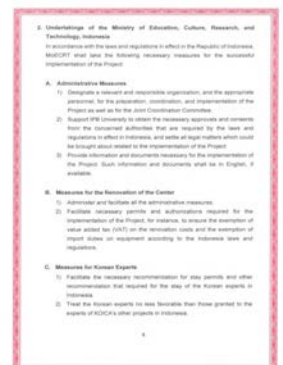 2. Undertakings of the Ministry of Education, Culture, Research, and
Technology, Indonesia
In accordance with the laws and regulations in effect in the Republic of Indonesia,
MoECRT shall take the following necessary measures for the successful
implementation of the Project:
A. Administrative Measures
1) Designate a relevant and responsible organization, and the appropriate
personnel, for the preparation, coordination, and implementation of the
Project as well as for the Joint Coordination Committee.
2) Support IPB University to obtain the necessary approvals and consents
from the concerned authorities that are required by the laws and
regulations in effect in Indonesia, and settle all legal matters which could
be brought about related to the implementation of the Project
3) Provide information and documents necessary for the implementation of
the Project. Such information and documents shall be in English, if
available.
B. Measures for the Renovation of the Center
1) Administer and facilitate all the administrative measures.
2) Facilitate necessary permits and authorizations required for the
implementation of the Project, for instance, to ensure the exemption of
value added tax (VAT) on the renovation costs and the exemption of
import duties on equipment according to the Indonesia laws and
regulations.
C. Measures for Korean Experts
1) Facilitate the necessary recommendation for stay permits and other
recommendation that required for the stay of the Korean experts in
Indonesia.
2) Treat the Korean experts no less favorable than those granted to the
experts of KOICA's other projects in Indonesia.